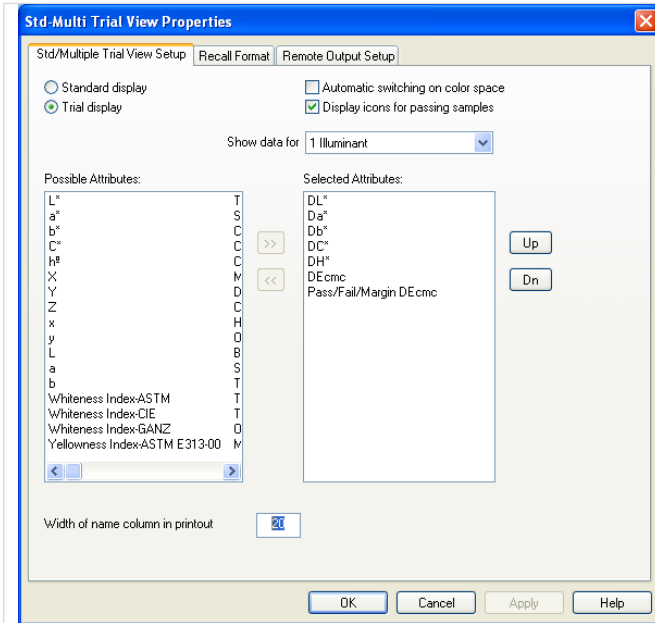 Std-Multi Trial View Properties
Std/Multiple Trial View Setup Recall Format Remote Output Setup
Standard display Automatic switching on color space
Trial display Display icons for passing samples
Show data for 1 Illuminant
Possible Attributes: Selected Attributes:
L* T DL*
a* S Da*
b* C Db*
C* C DC*
hº C DH*
X M DEcmc
Y D Pass/Fail/Margin DEcmc
Z C
x H
y O
L B
a S
b T
Whiteness Index-ASTM T
Whiteness Index-CIE T
Whiteness Index-GANZ O
Yellowness Index-ASTM E313-00 M
>>
<<
Up
Dn
Width of name column in printout 20
OK Cancel Apply Help